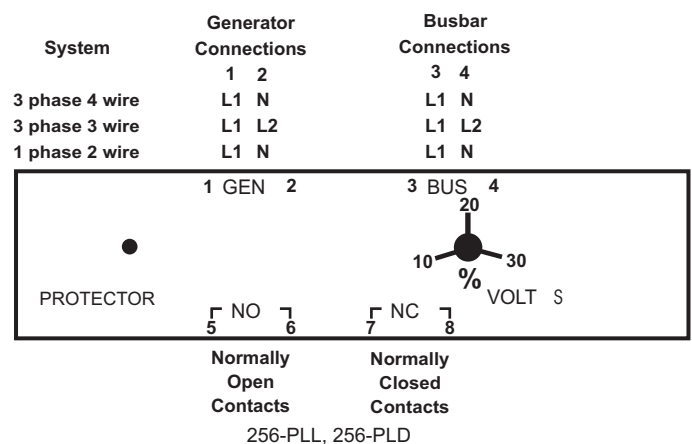 Generator Busbar
System Connections Connections
1 2 3 4
3 phase 4 wire L1 N L1 N
3 phase 3 wire L1 L2 L1 L2
1 phase 2 wire L1 N L1 N
1 GEN 2 3 BUS 4
20
10 30
%
PROTECTOR VOLT S
NO NC
5 6 7 8
Normally Normally
Open Closed
Contacts Contacts
256-PLL, 256-PLD